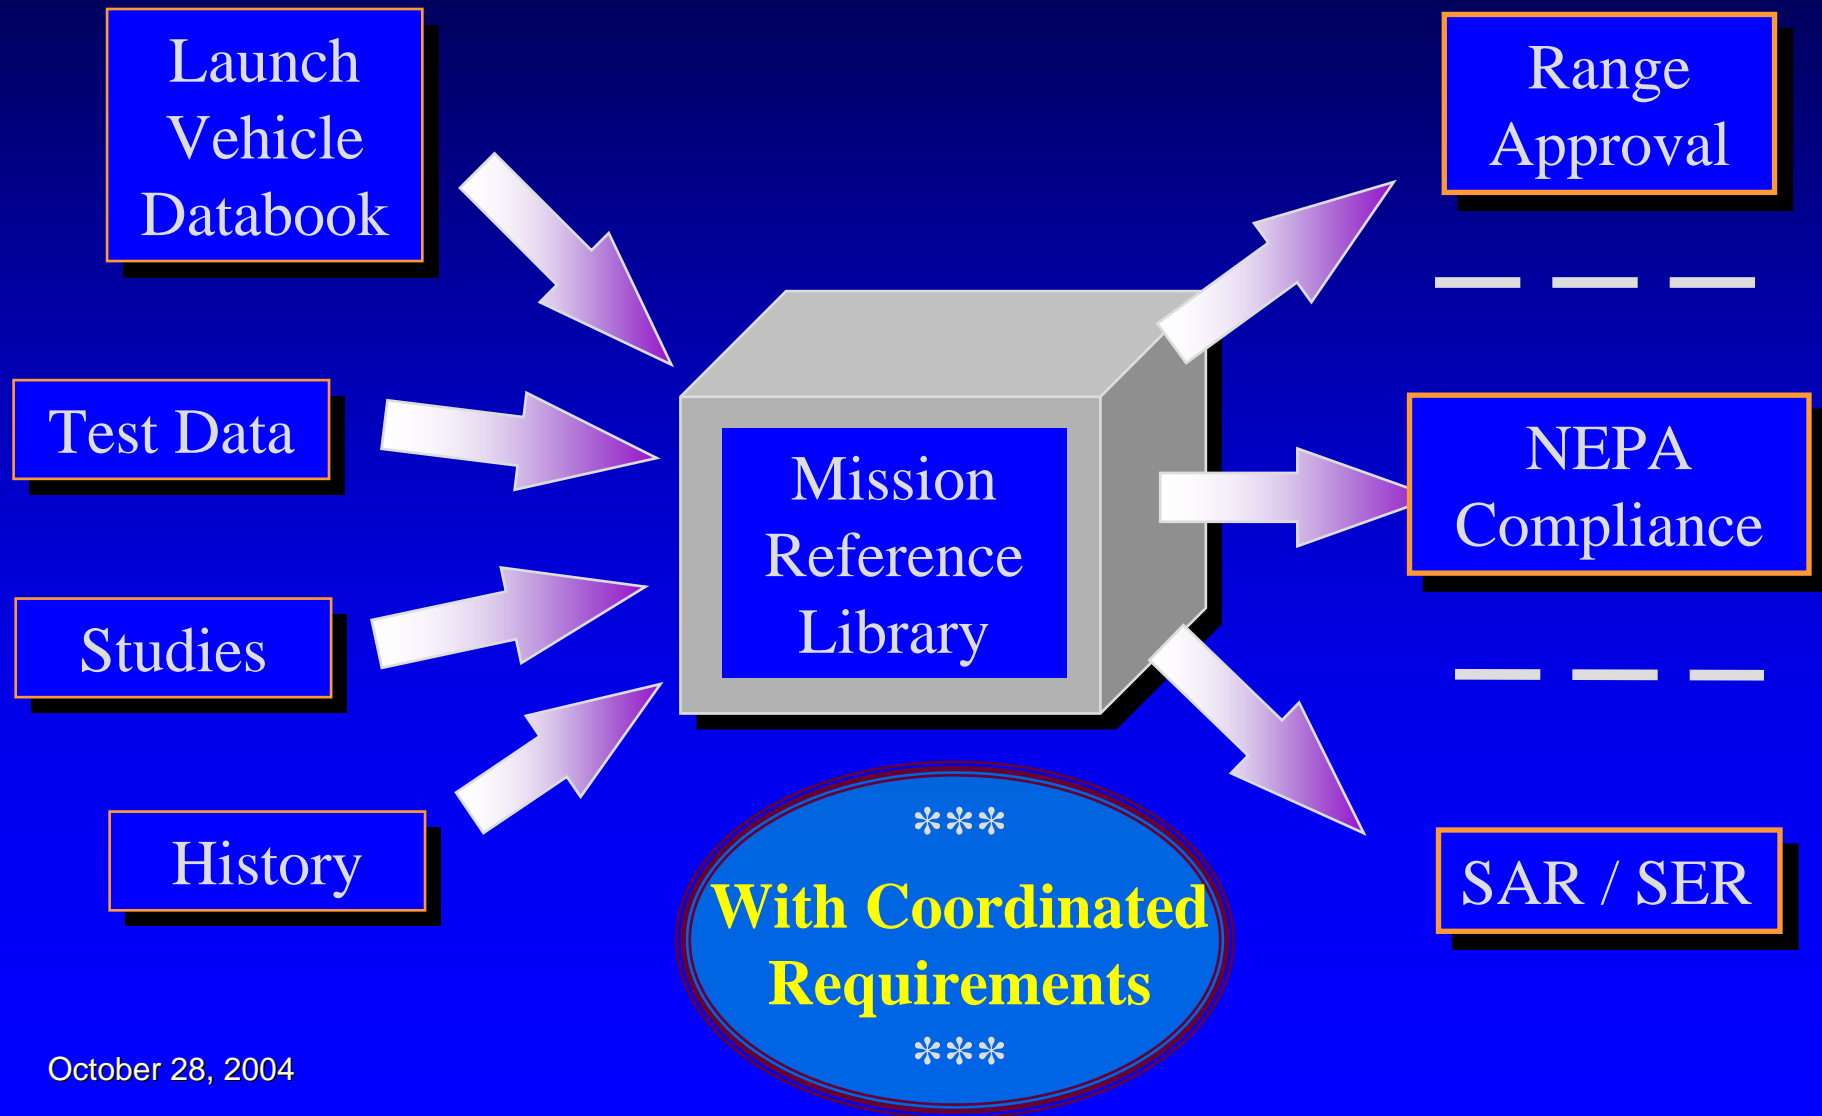 Launch
Vehicle
Databook
Test Data
Studies
History
Mission
Reference
Library
***
With Coordinated
Requirements
***
Range
Approval
NEPA
Compliance
SAR / SER
October 28, 2004